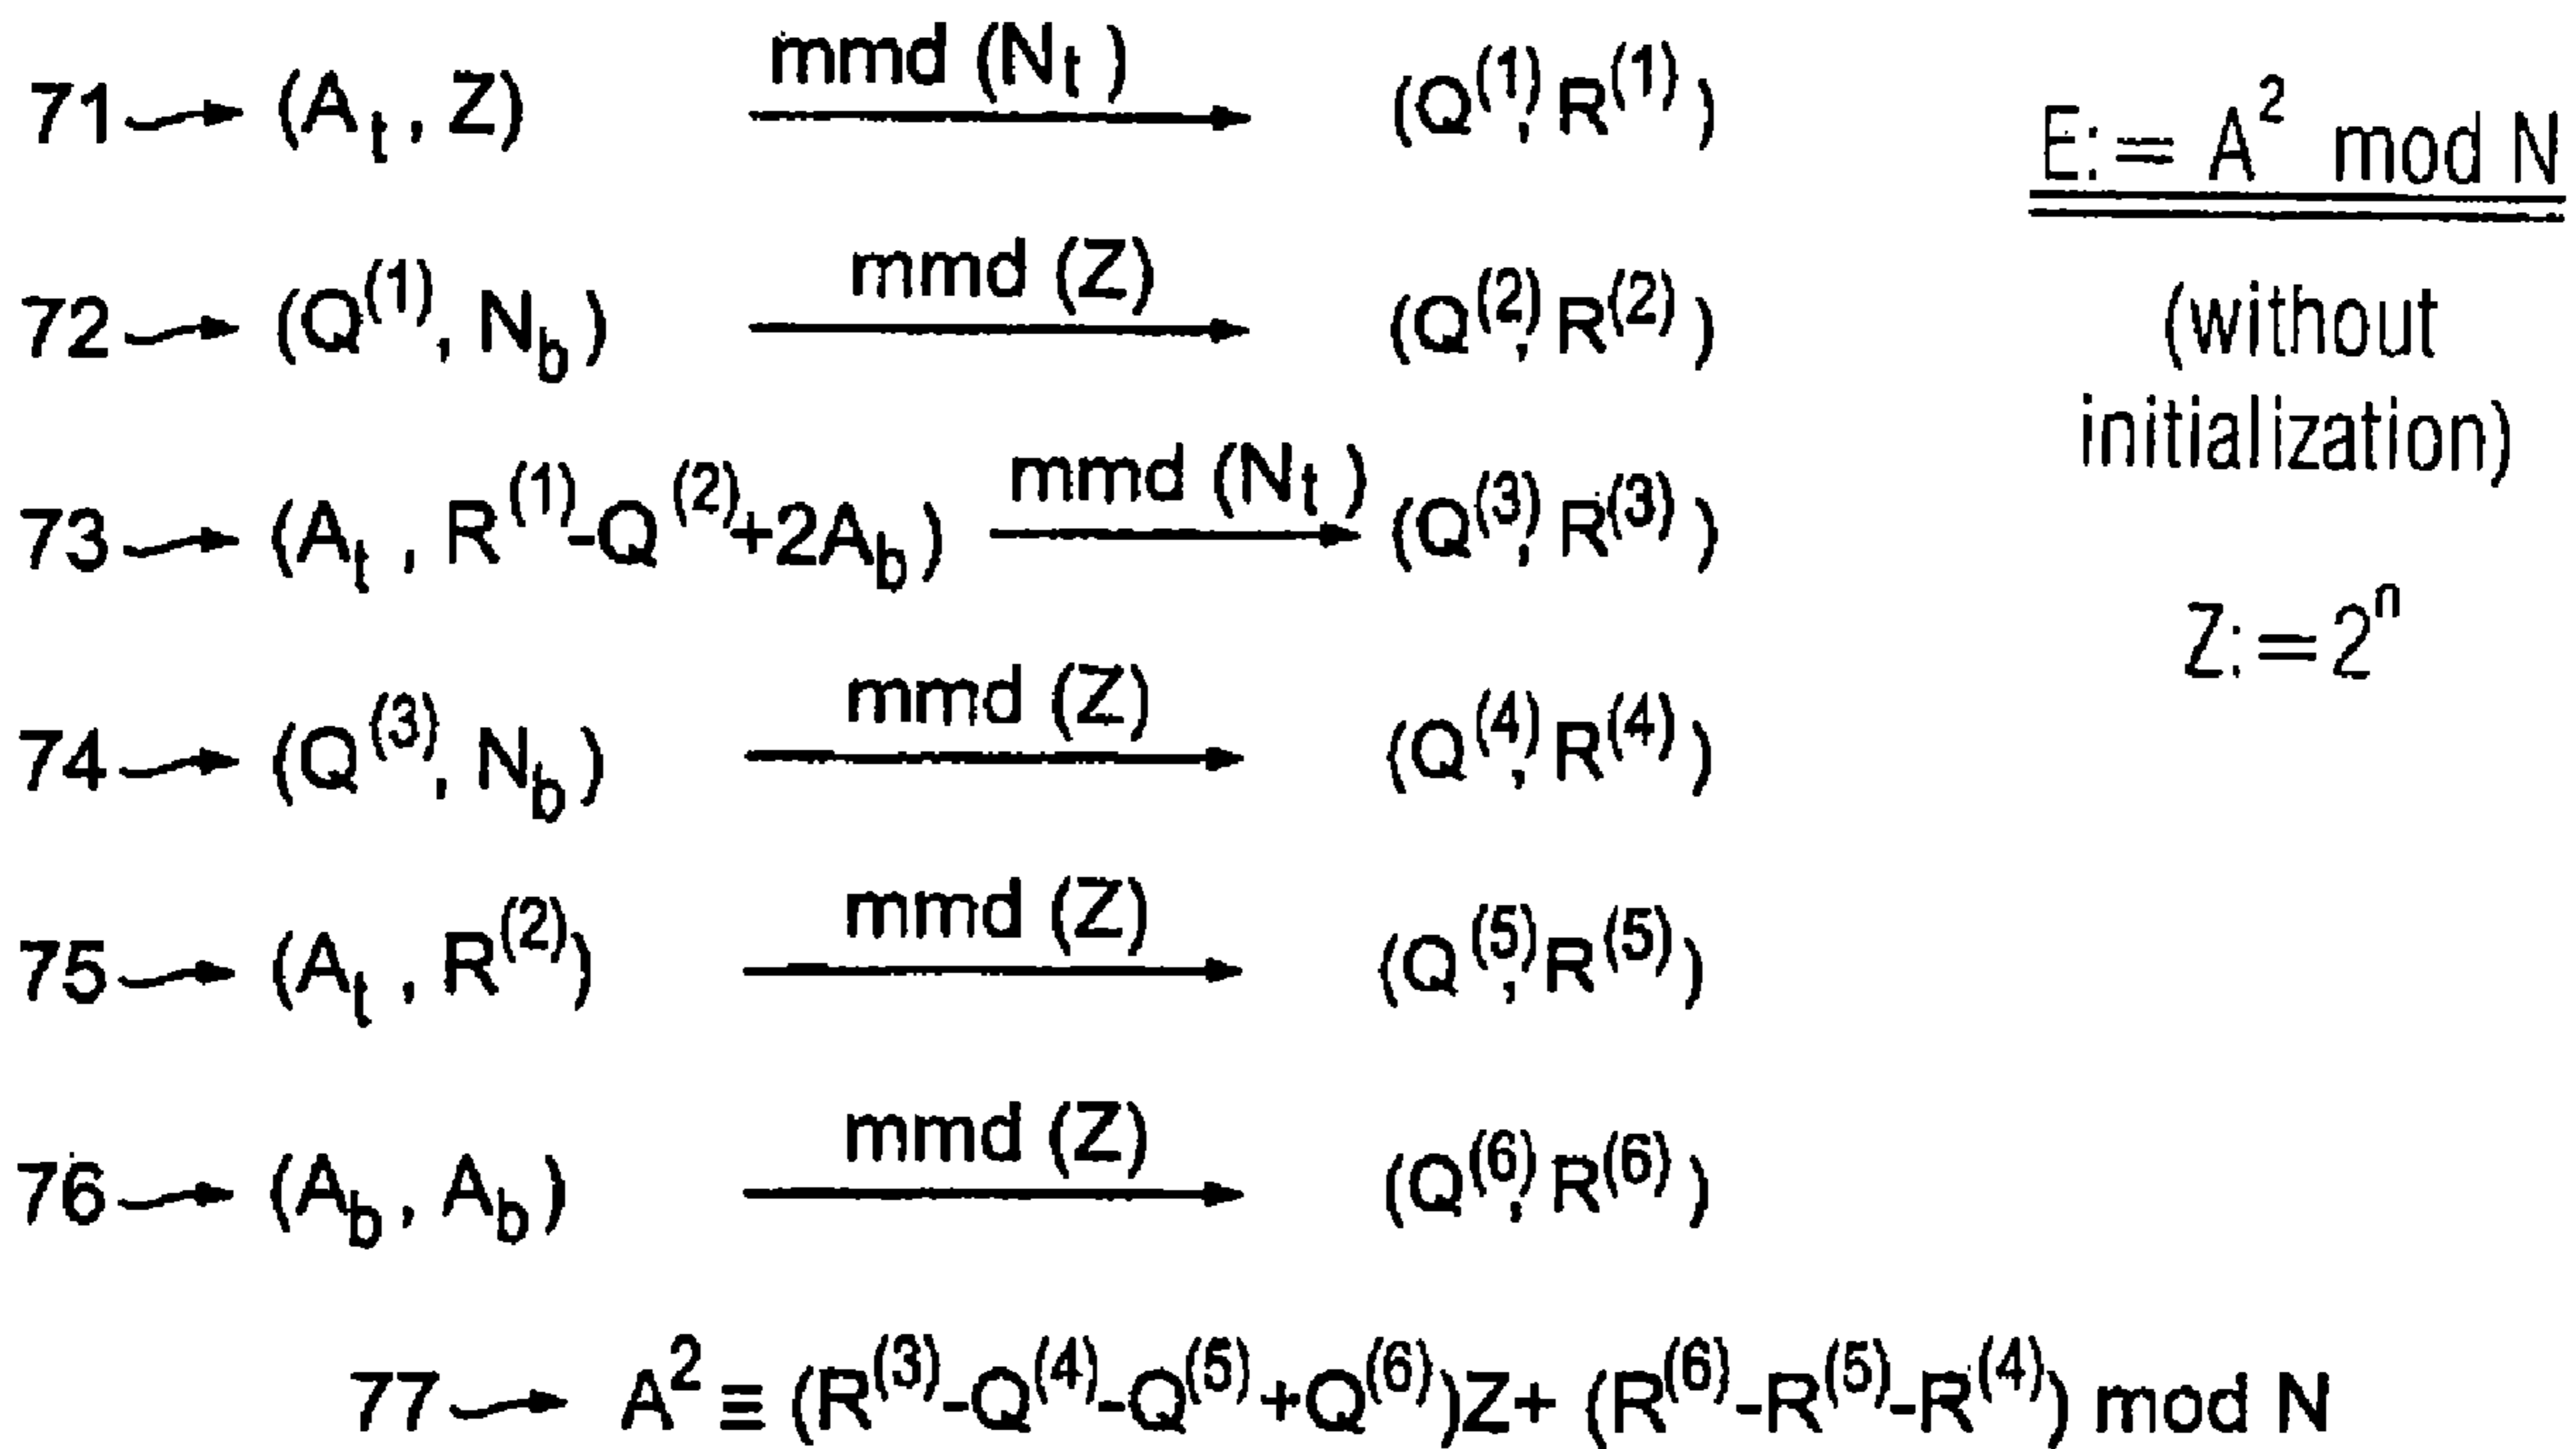 71 → (A_t, Z) mmd (N_t) → (Q^(1), R^(1))
E:= A^2 mod N
72 → (Q^(1), N_b) mmd (Z) → (Q^(2), R^(2))
(without
initialization)
73 → (A_t, R^(1)-Q^(2)+2A_b) mmd (N_t) → (Q^(3), R^(3))
Z:=2^n
74 → (Q^(3), N_b) mmd (Z) → (Q^(4), R^(4))
75 → (A_t, R^(2)) mmd (Z) → (Q^(5), R^(5))
76 → (A_b, A_b) mmd (Z) → (Q^(6), R^(6))
77 → A^2 ≡ (R^(3)-Q^(4)-Q^(5)+Q^(6))Z+ (R^(6)-R^(5)-R^(4)) mod N